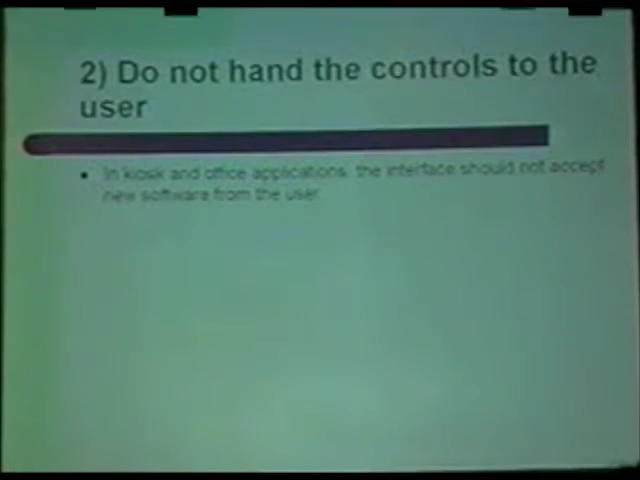 2) Do not hand the controls to the
user
• In kiosk and office applications, the interface should not accept
new software from the user.